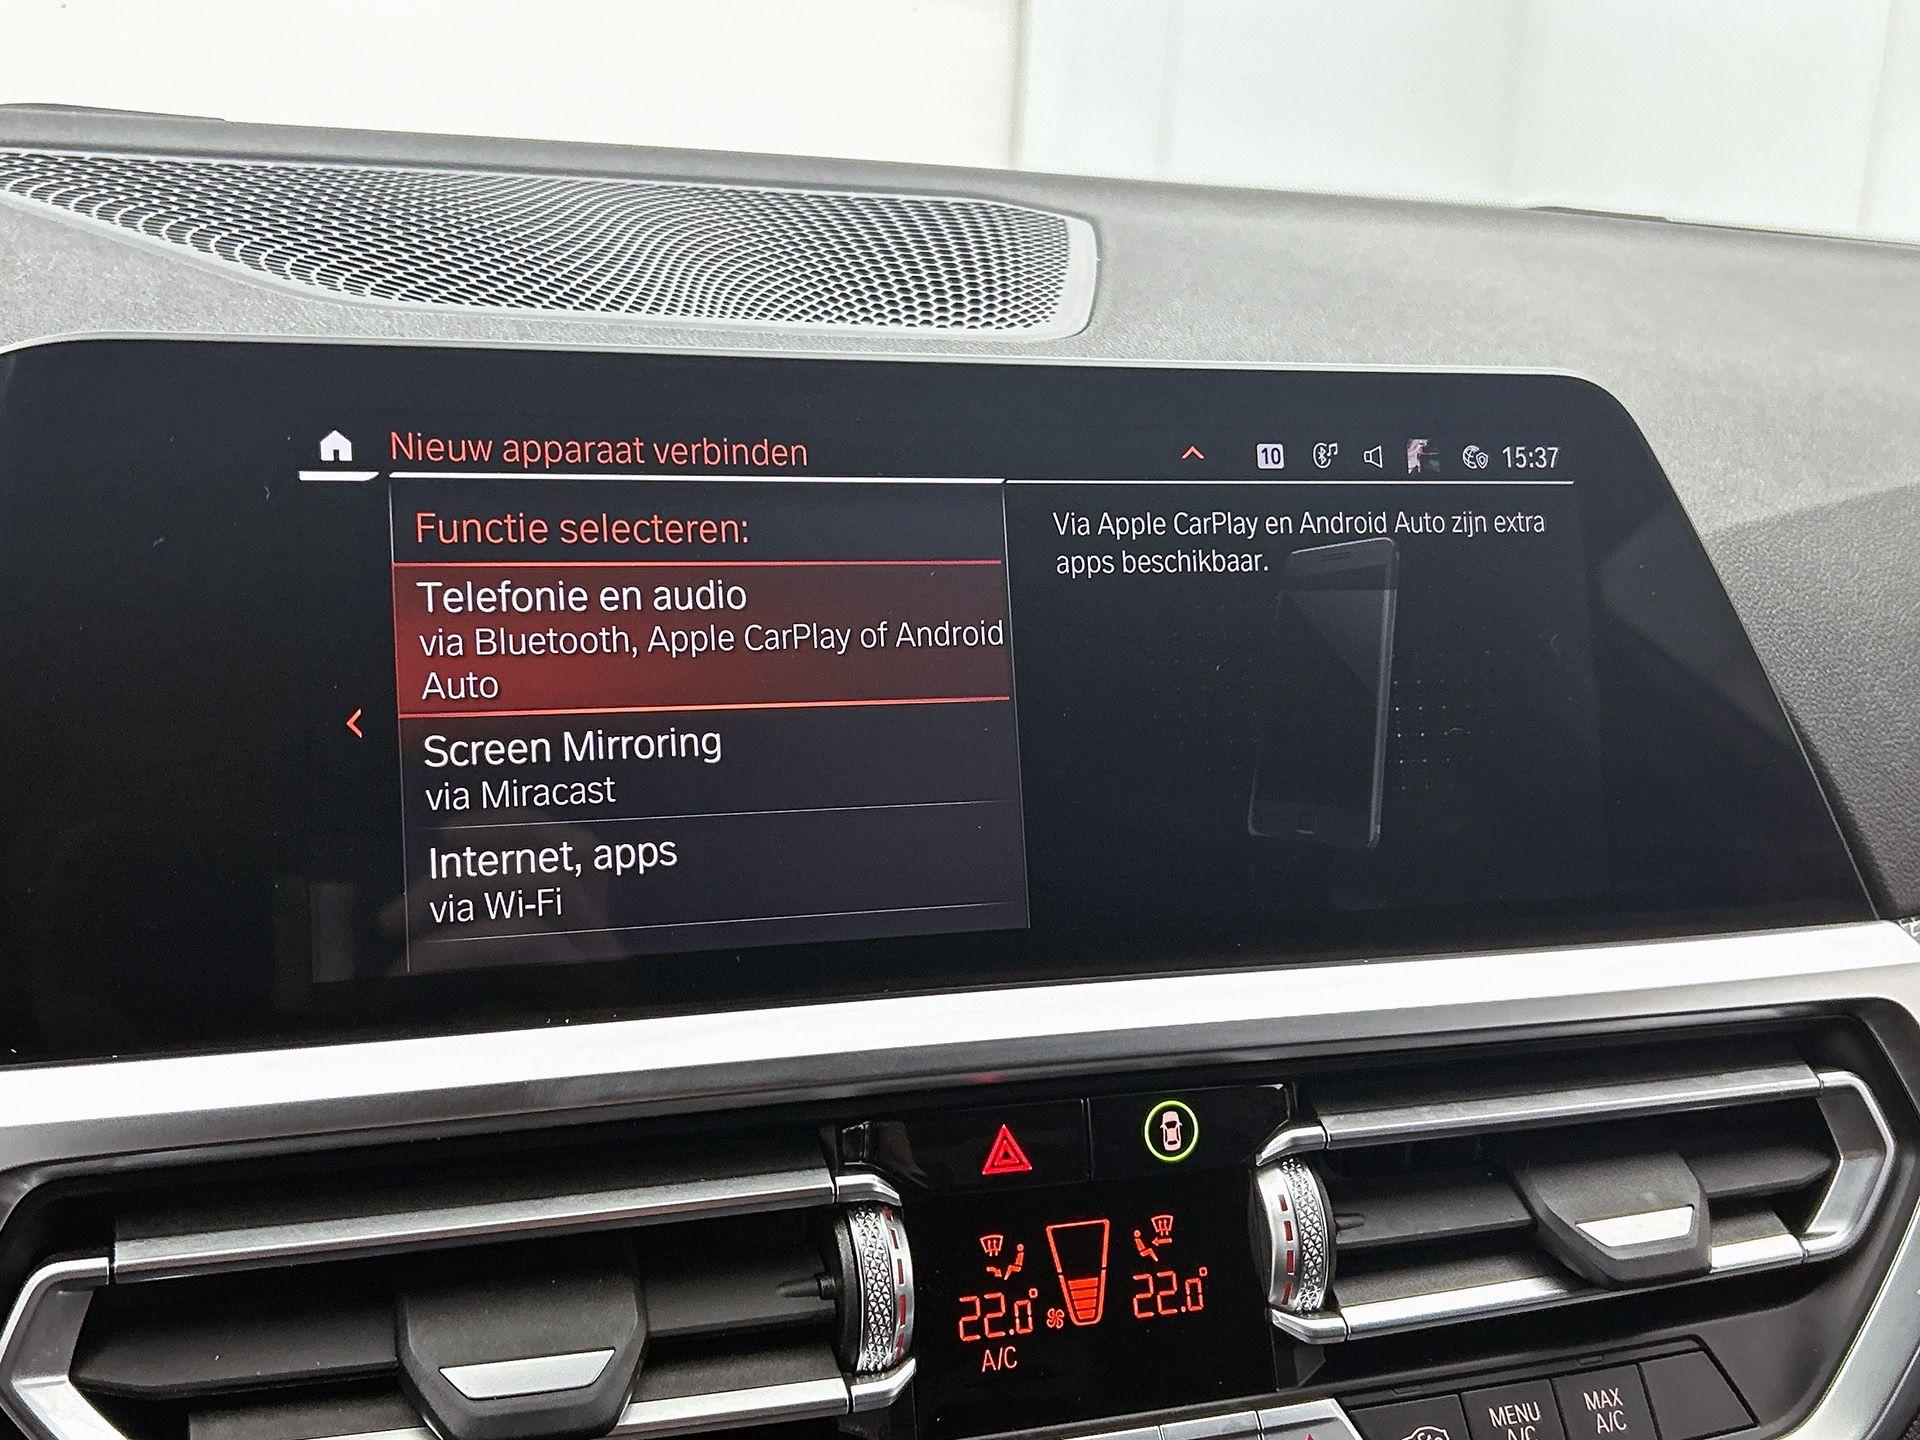 Nieuw apparaat verbinden
10
15:37
Functie selecteren:
Telefonie en audio
via Bluetooth, Apple CarPlay of Android
Auto
Screen Mirroring
via Miracast
Internet, apps
via Wi-Fi
Via Apple CarPlay en Android Auto zijn extra
apps beschikbaar.
22.0°
22.0°
A/C
MENU
A/C
MAX
A/C